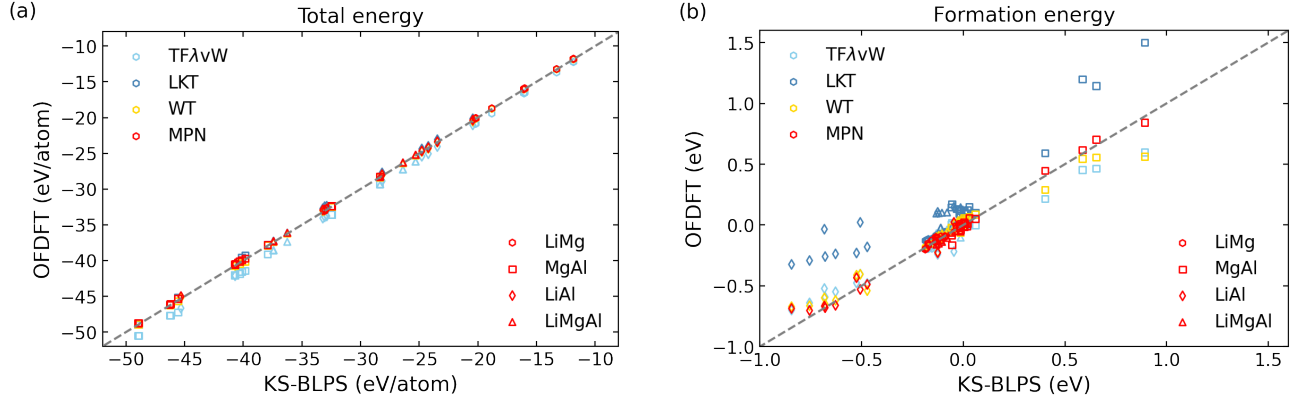 (a)
Total energy
OFDFT (eV/atom)
−10
−15
−20
−25
−30
−35
−40
−45
−50
TFλvW
LKT
WT
MPN
LiMg
MgAl
LiAl
LiMgAl
−50 −45 −40 −35 −30 −25 −20 −15 −10
KS-BLPS (eV/atom)
(b)
Formation energy
OFDFT (eV)
1.5
1.0
0.5
0.0
−0.5
−1.0
TFλvW
LKT
WT
MPN
LiMg
MgAl
LiAl
LiMgAl
−1.0 −0.5 0.0 0.5 1.0 1.5
KS-BLPS (eV)